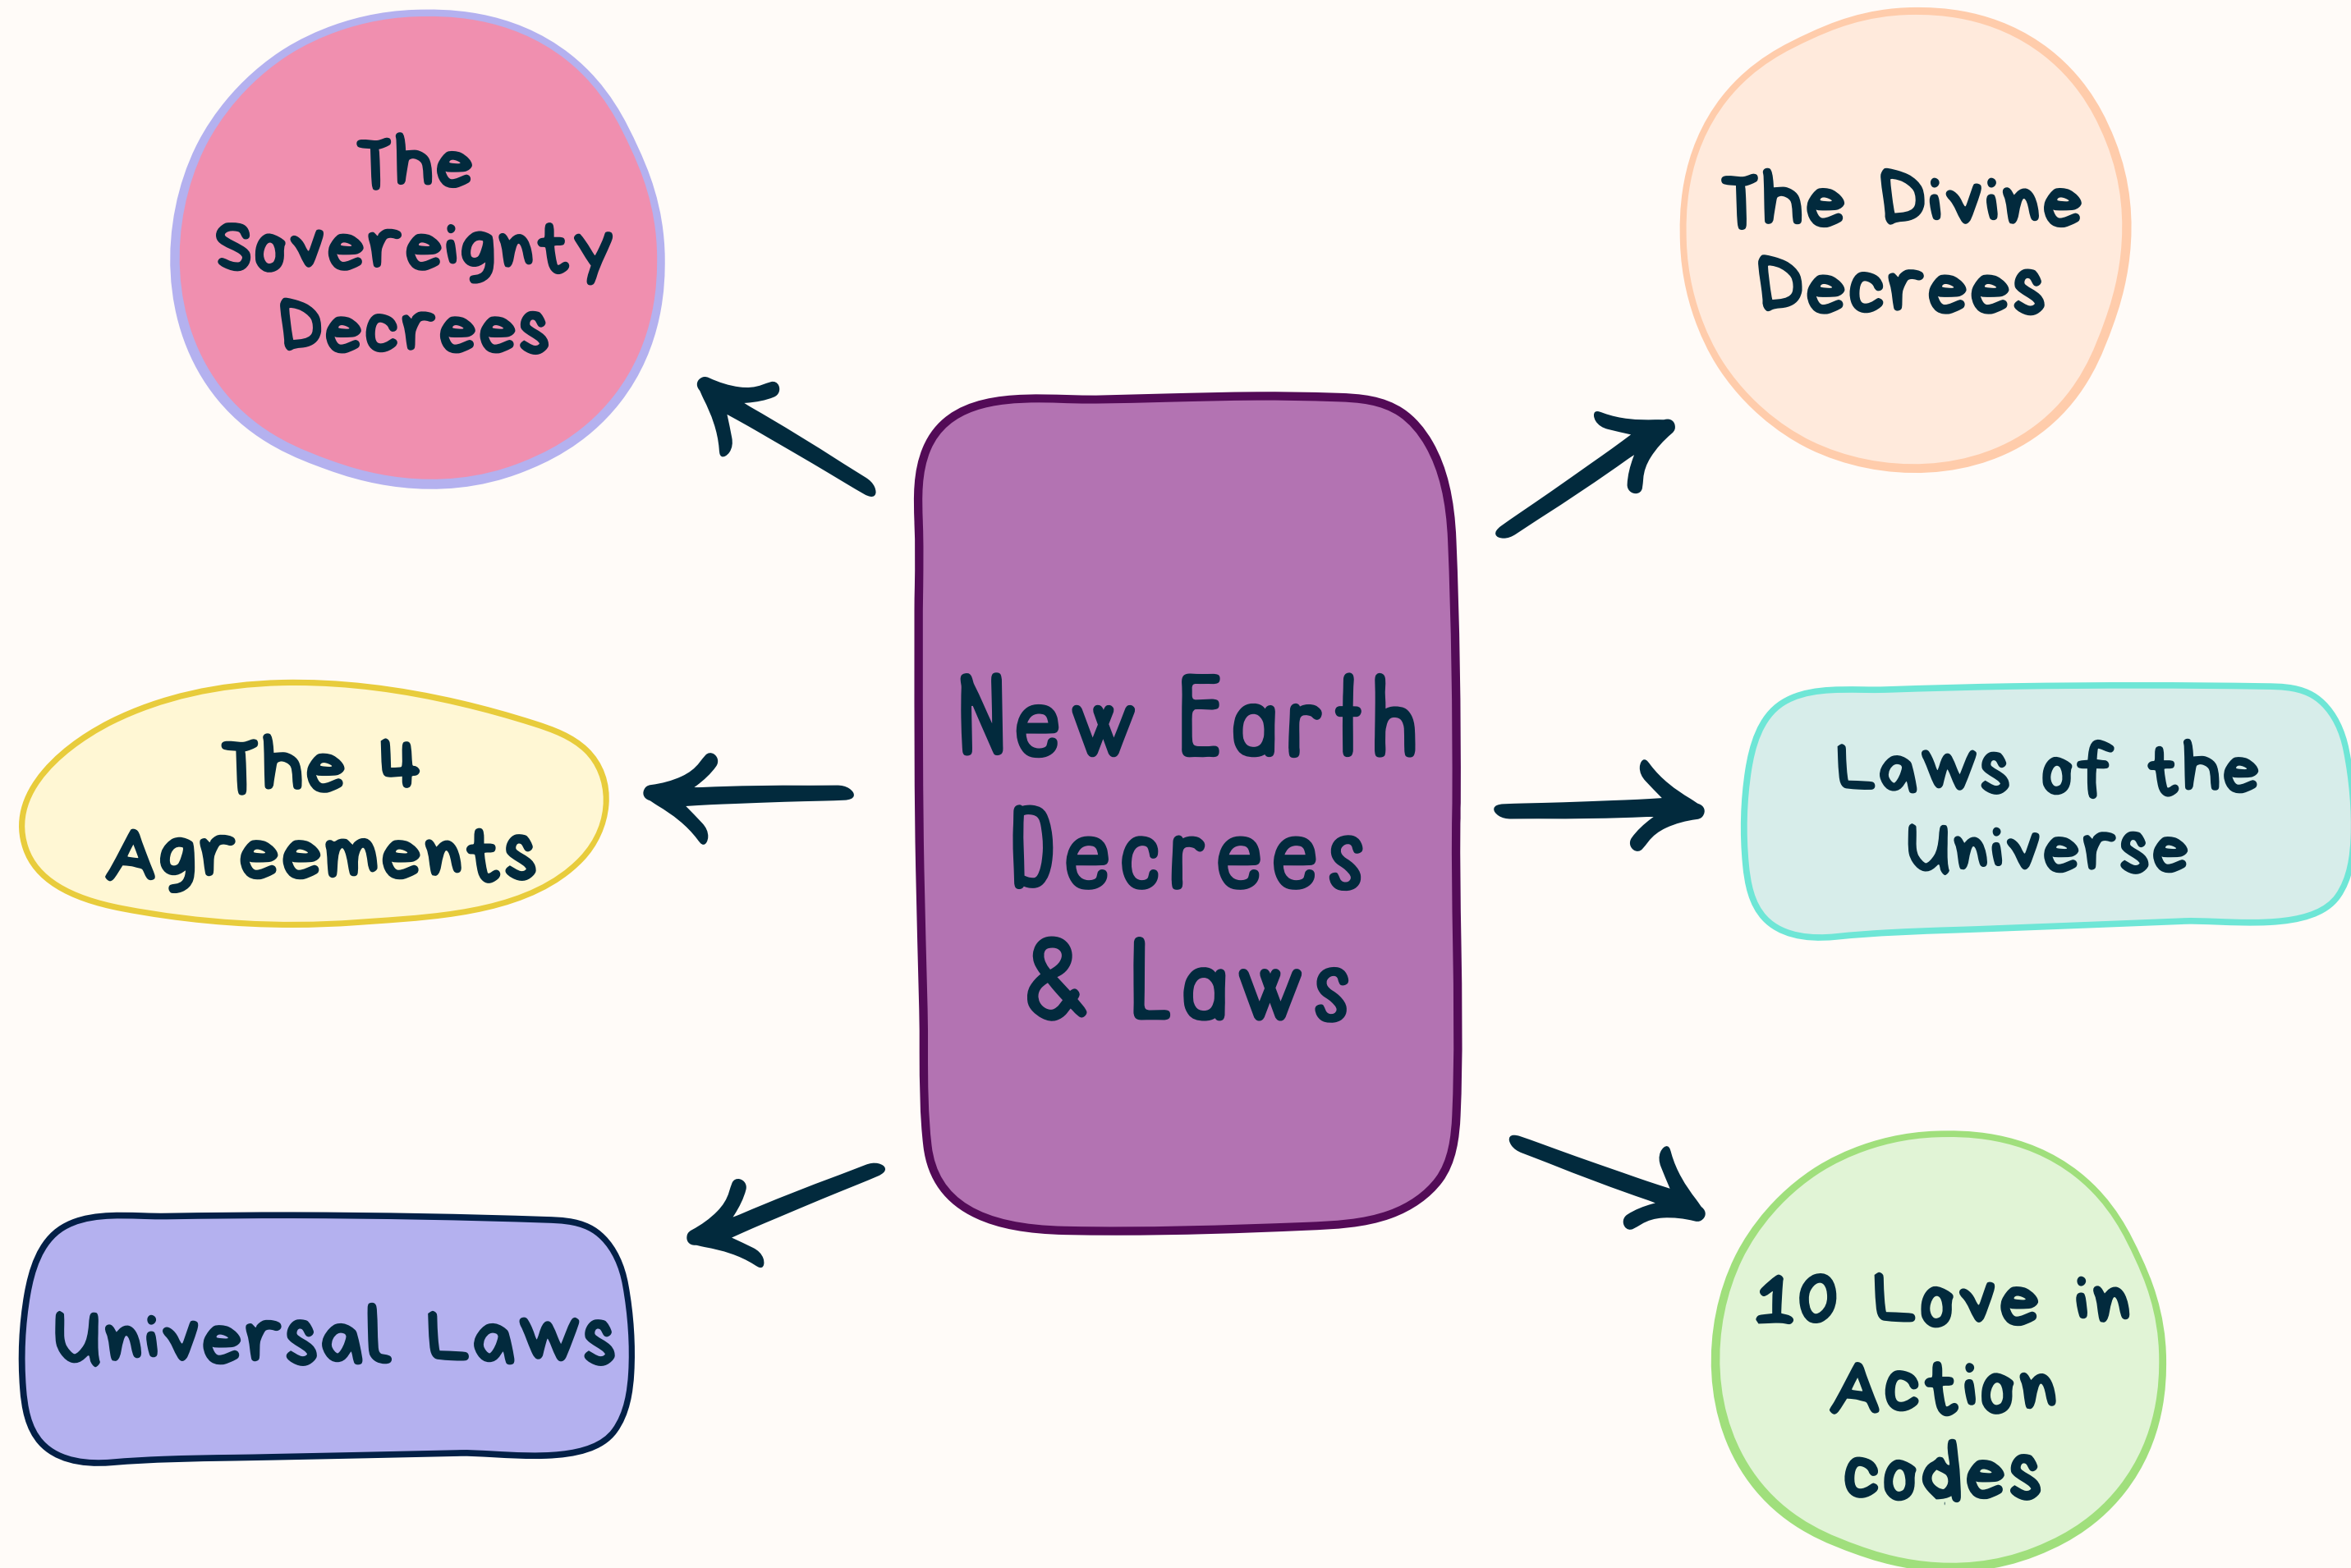 The
Sovereignty
Decrees
The Divine
Decrees
New Earth
Decrees
& Laws
The 4
Agreements
Laws of the
Universe
Universal Laws
10 Love in
Action
codes